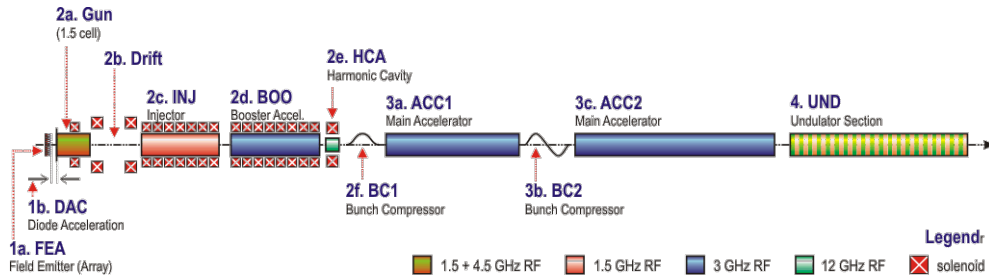 2a. Gun
(1.5 cell)
2b. Drift
2c. INJ
Injector
2d. BOO
Booster Accel.
2e. HCA
Harmonic Cavity
3a. ACC1
Main Accelerator
3c. ACC2
Main Accelerator
4. UND
Undulator Section
1b. DAC
Diode Acceleration
1a. FEA
Field Emitter (Array)
2f. BC1
Bunch Compressor
3b. BC2
Bunch Compressor
Legendr
1.5 + 4.5 GHz RF
1.5 GHz RF
3 GHz RF
12 GHz RF
solenoid